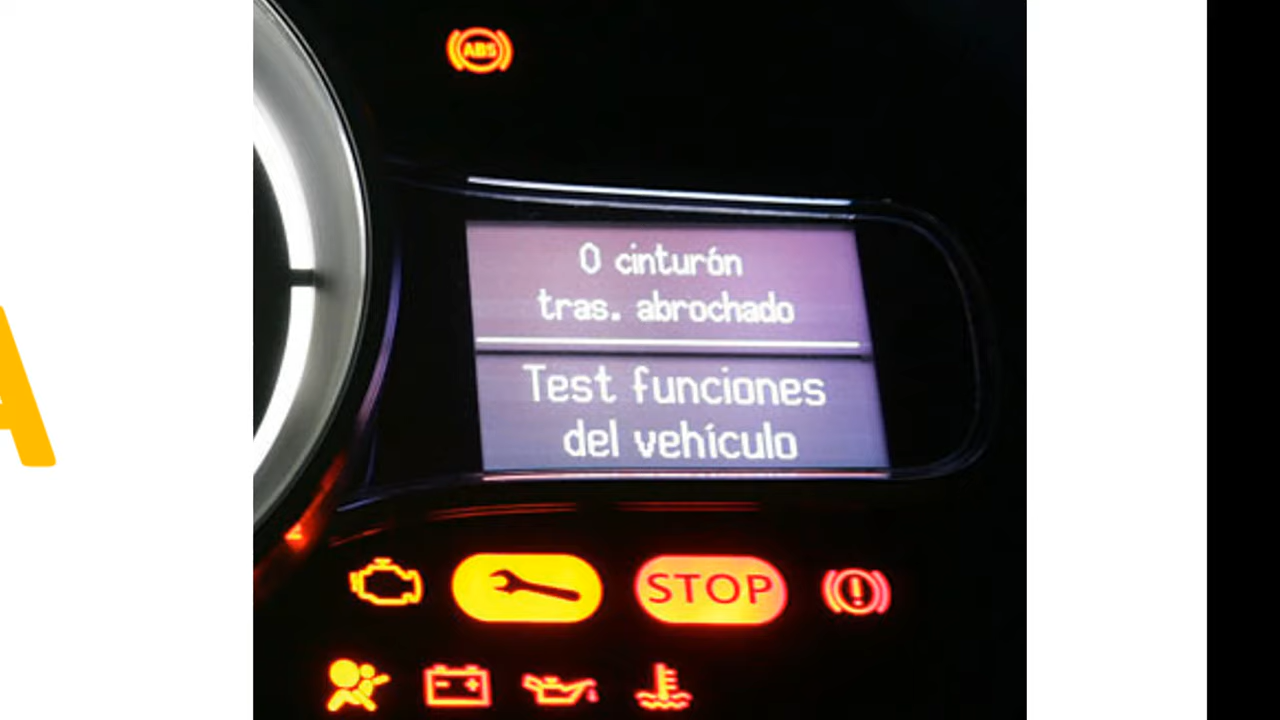 A
ABS
0 cinturón
tras. abrochado
Test funciones
del vehículo
STOP